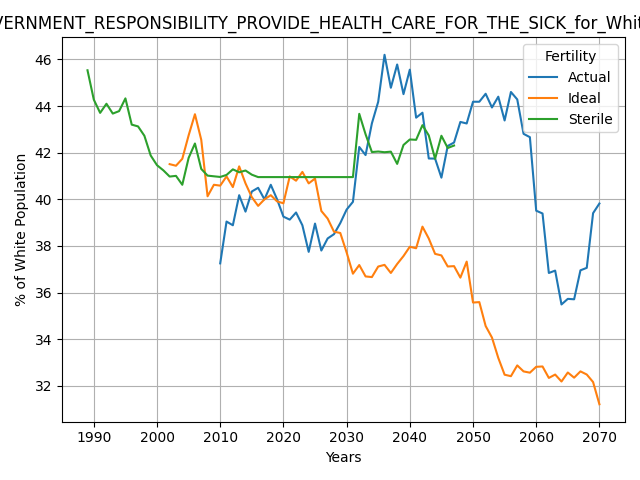 VERNMENT_RESPONSIBILITY_PROVIDE_HEALTH_CARE_FOR_THE_SICK_for_Whit
Fertility
Actual
Ideal
Sterile
% of White Population
46
44
42
40
38
36
34
32
1990 2000 2010 2020 2030 2040 2050 2060 2070
Years